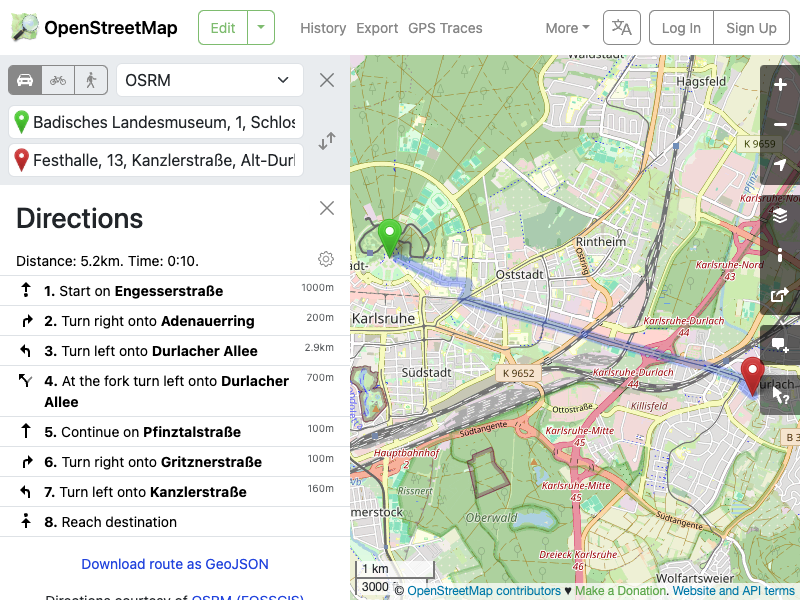 OpenStreetMap
Edit
History
Export
GPS Traces
More
Log In
Sign Up
OSRM
Badisches Landesmuseum, 1, Schlos
Festhalle, 13, Kanzlerstraße, Alt-Durl
Directions
Distance: 5.2km. Time: 0:10.
1. Start on Engesserstraße 1000m
2. Turn right onto Adenauerring 200m
3. Turn left onto Durlacher Allee 2.9km
4. At the fork turn left onto Durlacher 700m
Allee
5. Continue on Pfinztalstraße 100m
6. Turn right onto Gritznerstraße 100m
7. Turn left onto Kanzlerstraße 160m
8. Reach destination
Download route as GeoJSON
Directions courtesy of OSRM (FOSSGIS)
Waldstadt
Hagsfeld
K 9659
Pfinz
Karlsruhe-Nord
Rintheim
Ostring
Karlsruhe-Nord
43
Oststadt
Karlsruhe
Karlsruhe-Durlach
44
Südstadt
K 9652
Karlsruhe-Durlach
44
Durlach
Ottostraße
Killisfeld
Südtangente
Karlsruhe-Mitte
45
B 3
Hauptbahnhof
2
Rissnert
Karlsruhe-Mitte
45
merstock
Oberwald
Südtangente
Dreieck Karlsruhe
46
Wolfartsweier
1 km
3000
© OpenStreetMap contributors ♥ Make a Donation. Website and API terms